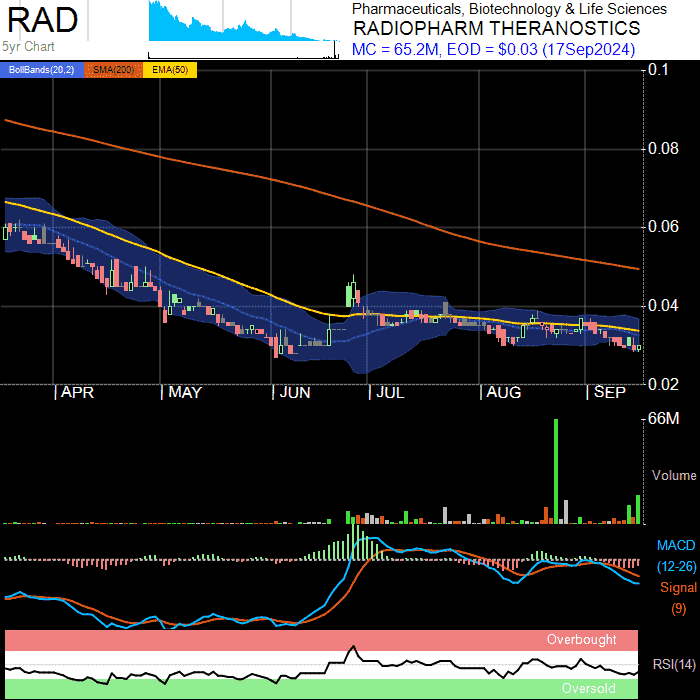 RAD
5yr Chart
Pharmaceuticals, Biotechnology & Life Sciences
RADIOPHARM THERANOSTICS
MC = 65.2M, EOD = $0.03 (17Sep2024)
BollBands(20,2) SMA(200) EMA(50)
0.1
0.08
0.06
0.04
0.02
APR MAY JUN JUL AUG SEP
66M
Volume
MACD
(12-26)
Signal
(9)
Overbought
RSI(14)
Oversold